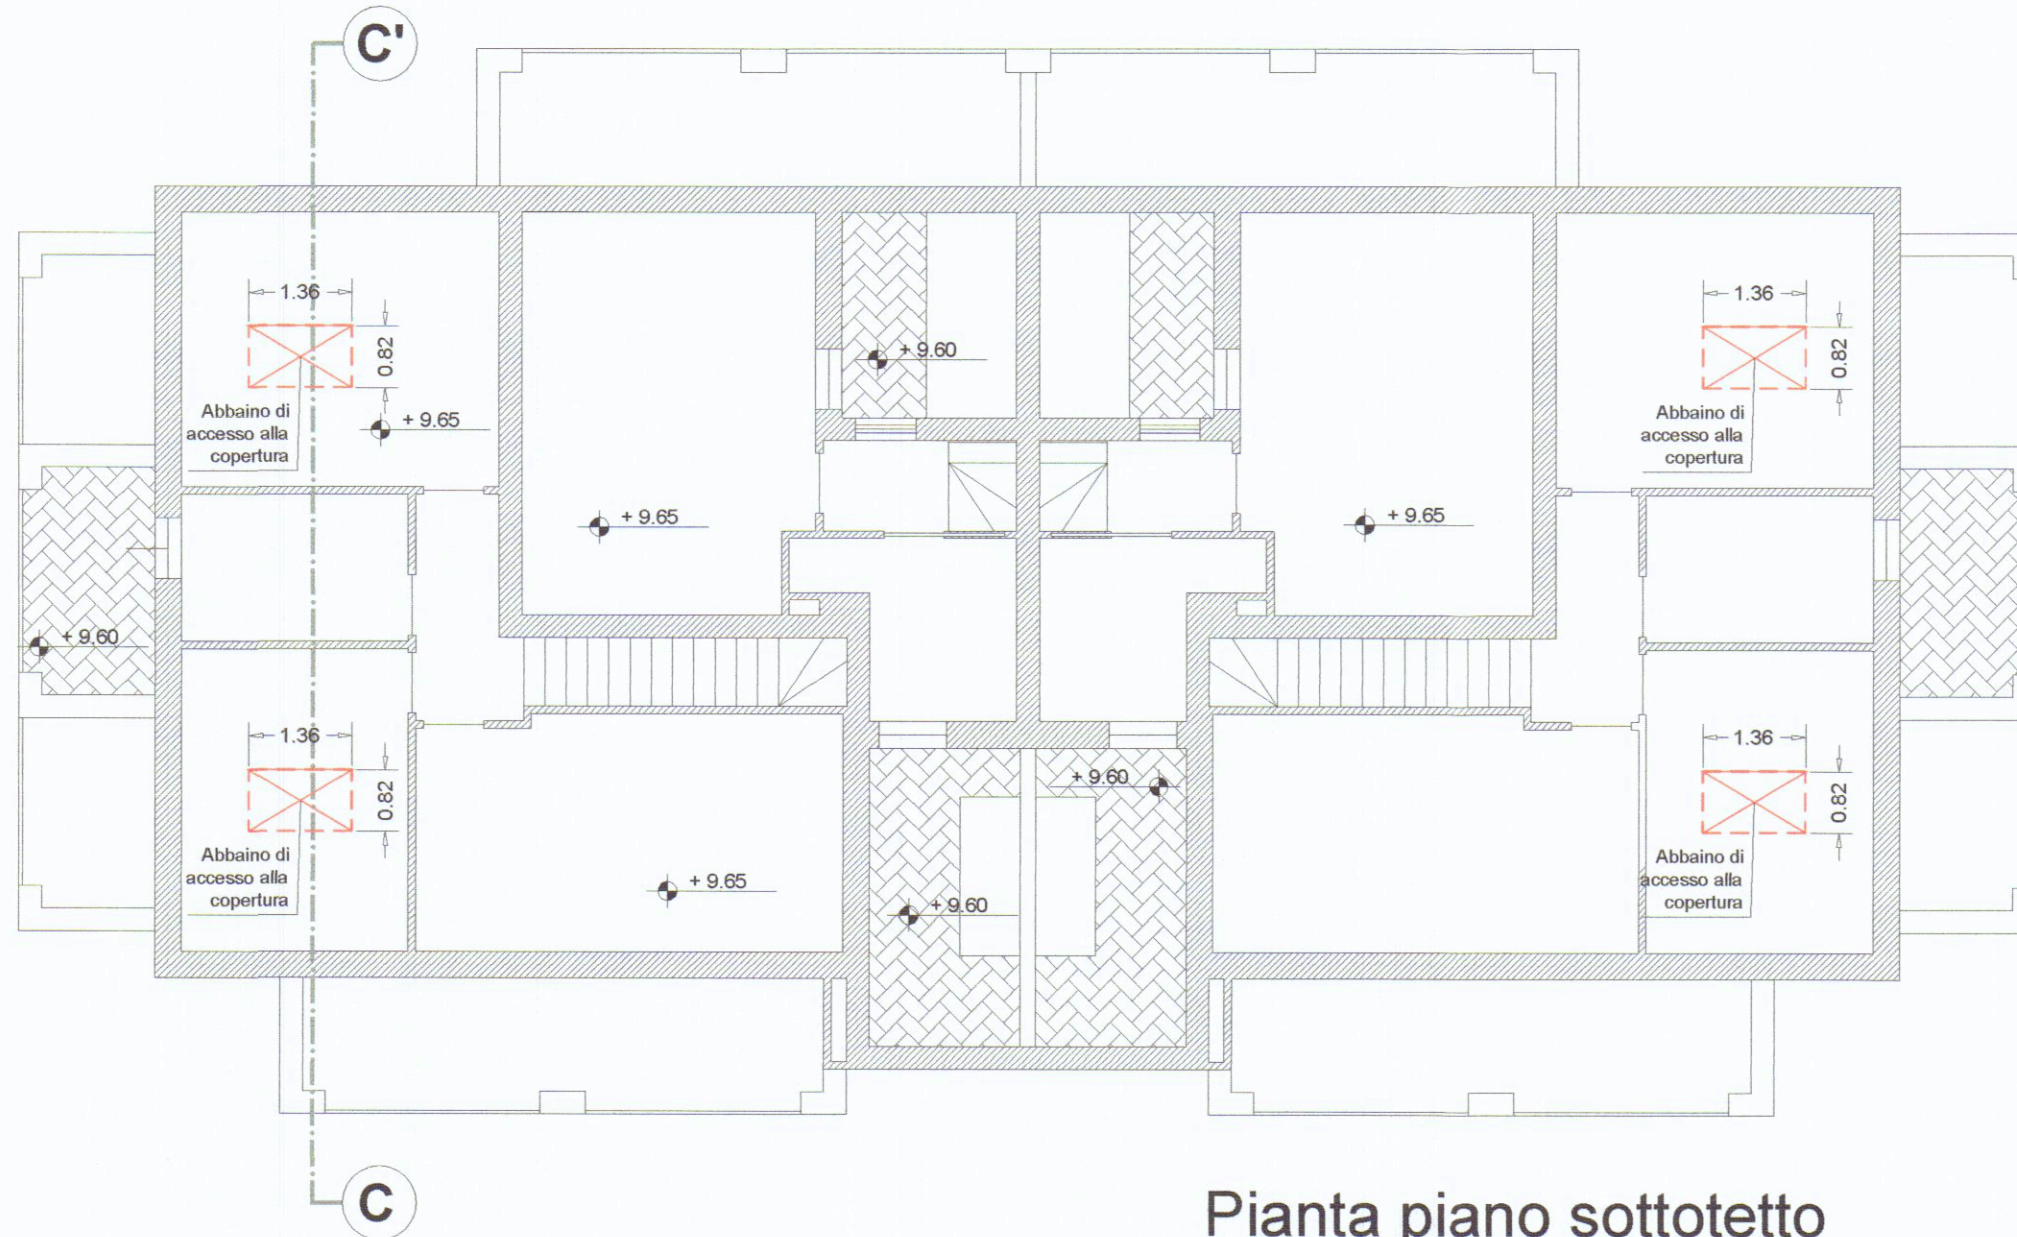 C'
1.36
0.82
Abbaino di
accesso alla
copertura
+ 9.65
+ 9.60
1.36
0.82
Abbaino di
accesso alla
copertura
+ 9.65
+ 9.65
+ 9.60
1.36
0.82
Abbaino di
accesso alla
copertura
+ 9.60
1.36
0.82
Abbaino di
accesso alla
copertura
+ 9.65
+ 9.60
C
Pianta piano sottotetto